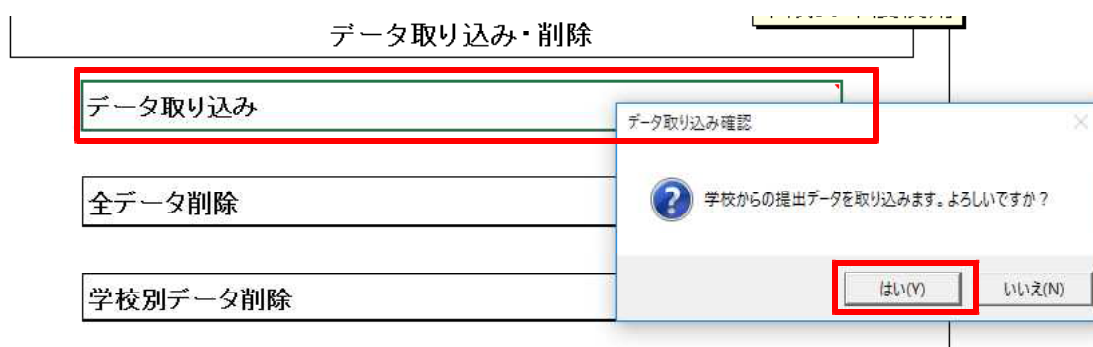 データ取り込み・削除
データ取り込み
データ取り込み確認
学校からの提出データを取り込みます。よろしいですか？
はい(Y)
いいえ(N)
全データ削除
学校別データ削除